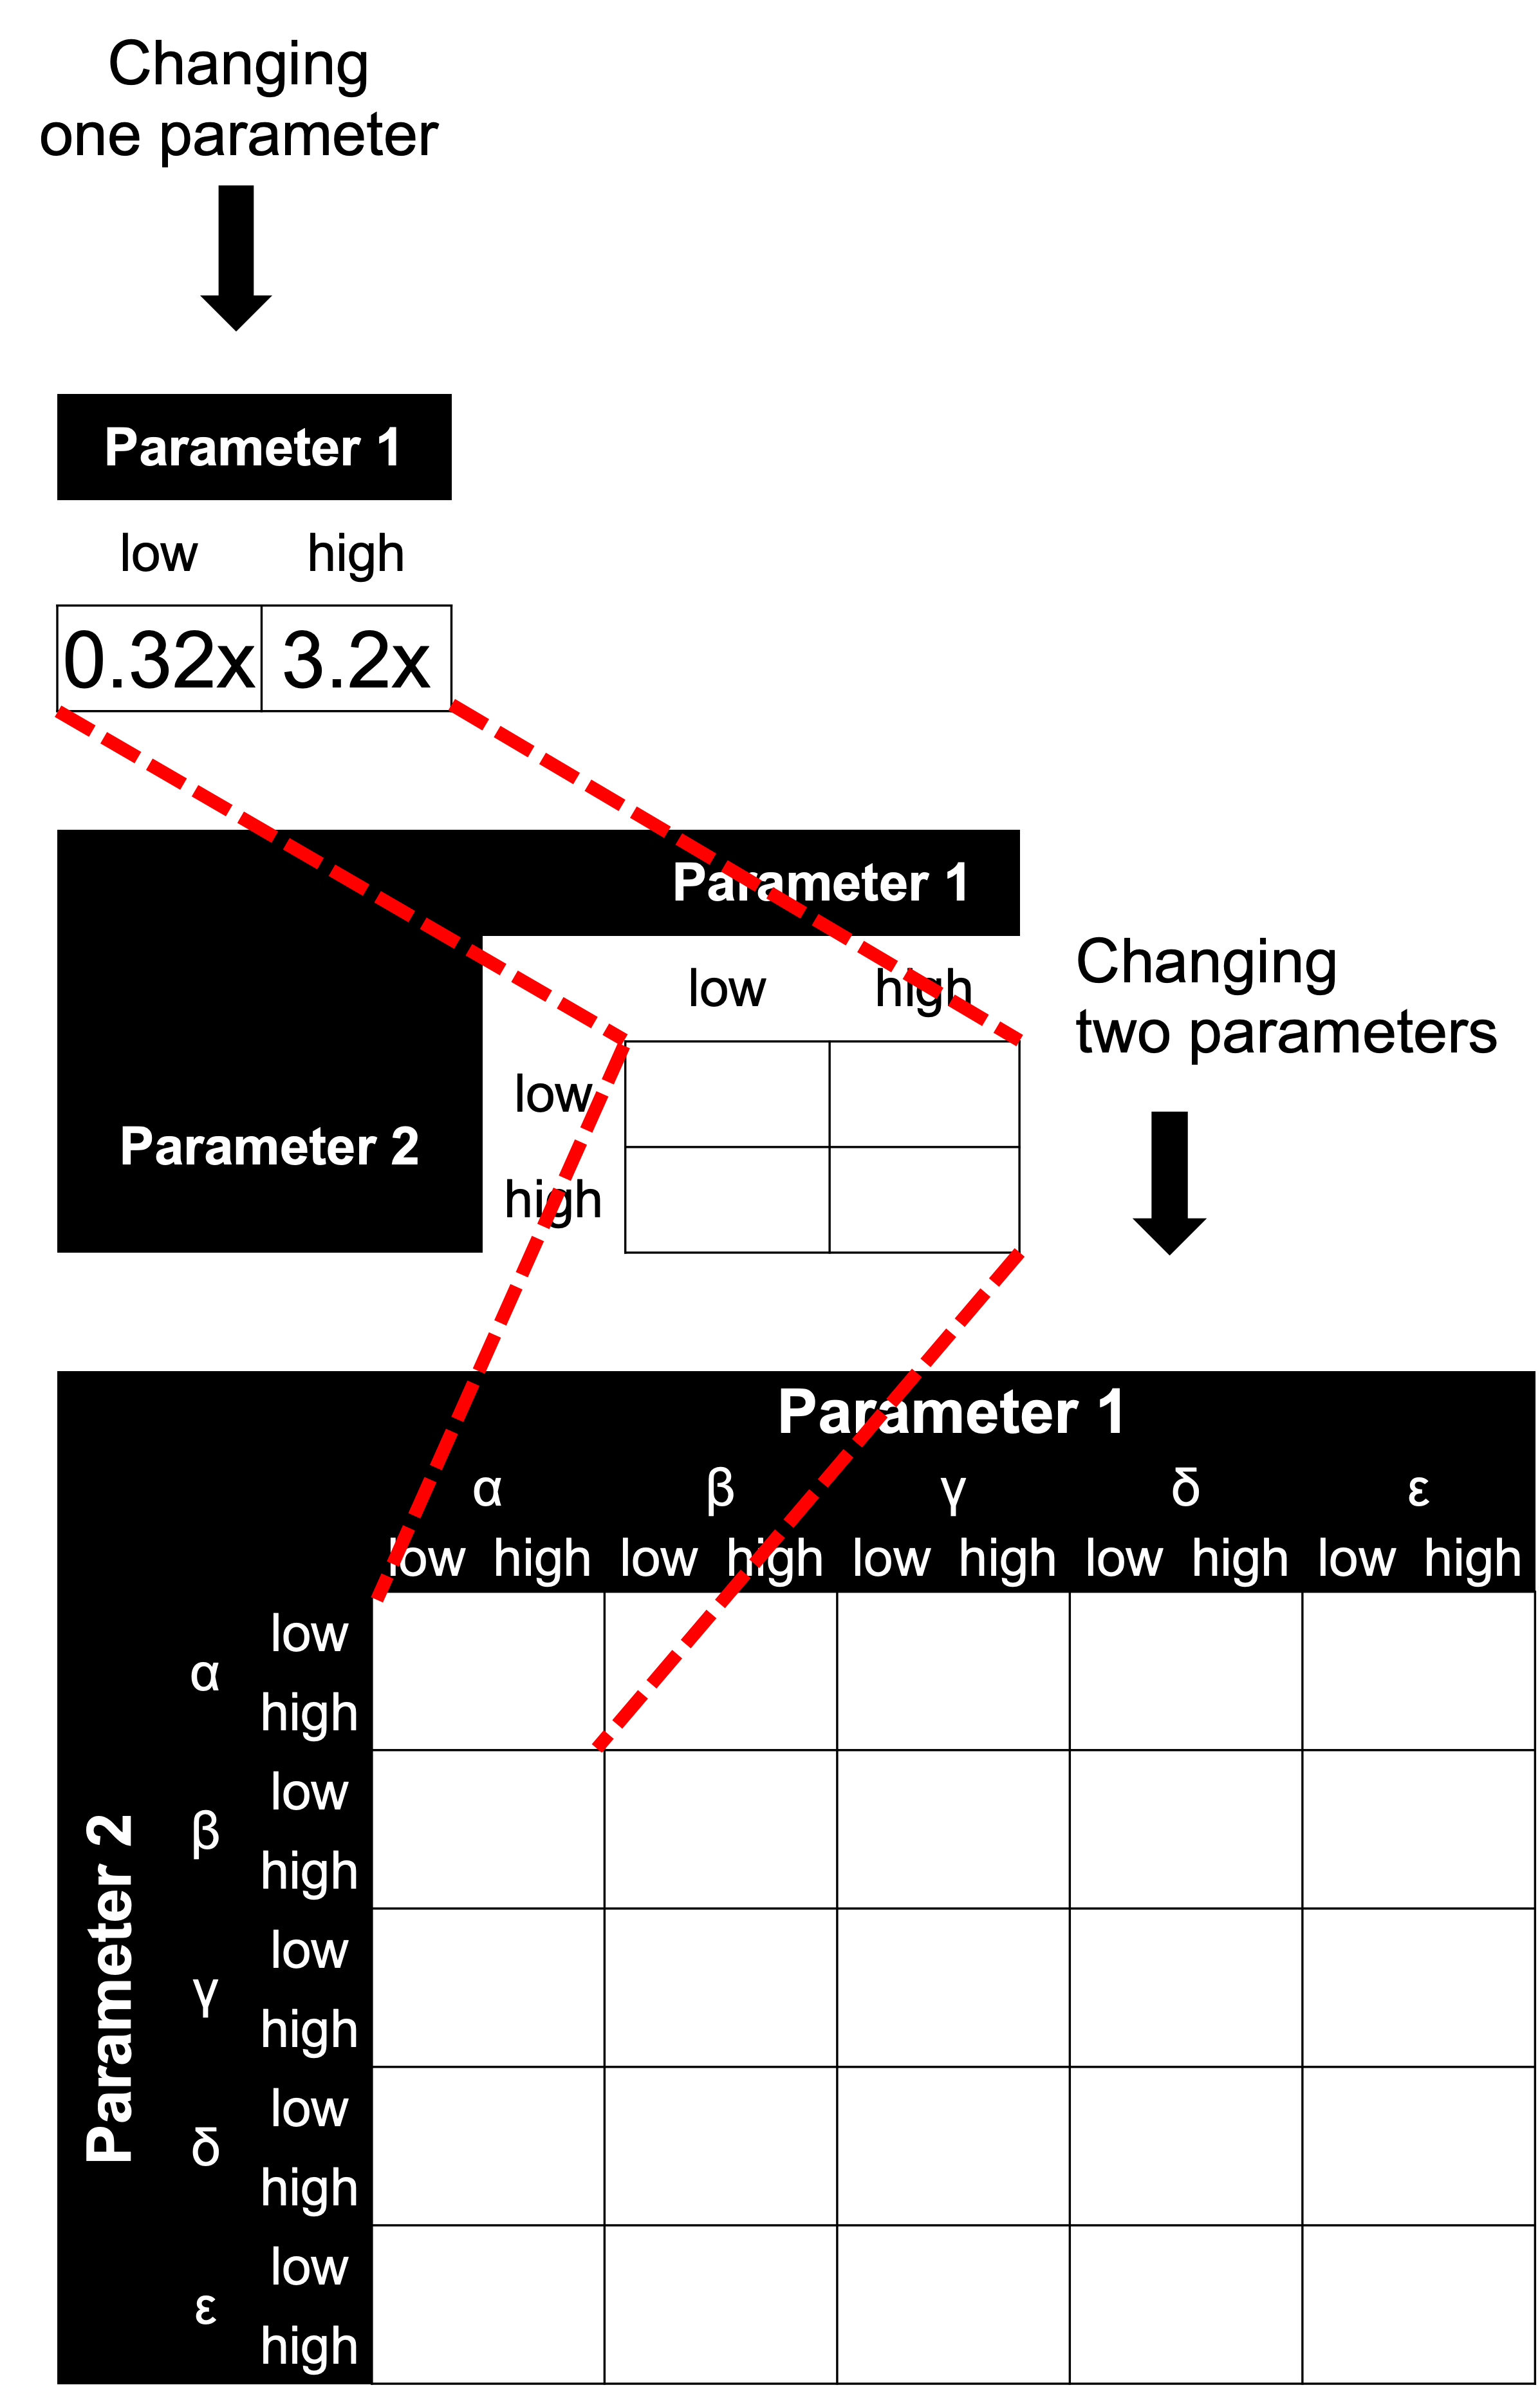 Changing
one parameter
Parameter 1
low high
0.32x 3.2x
Parameter 1
low high
Changing
two parameters
low
Parameter 2
high
Parameter 1
α β γ δ ε
low high low high low high low high low high
Parameter 2
α
low
high
β
low
high
γ
low
high
δ
low
high
ε
low
high